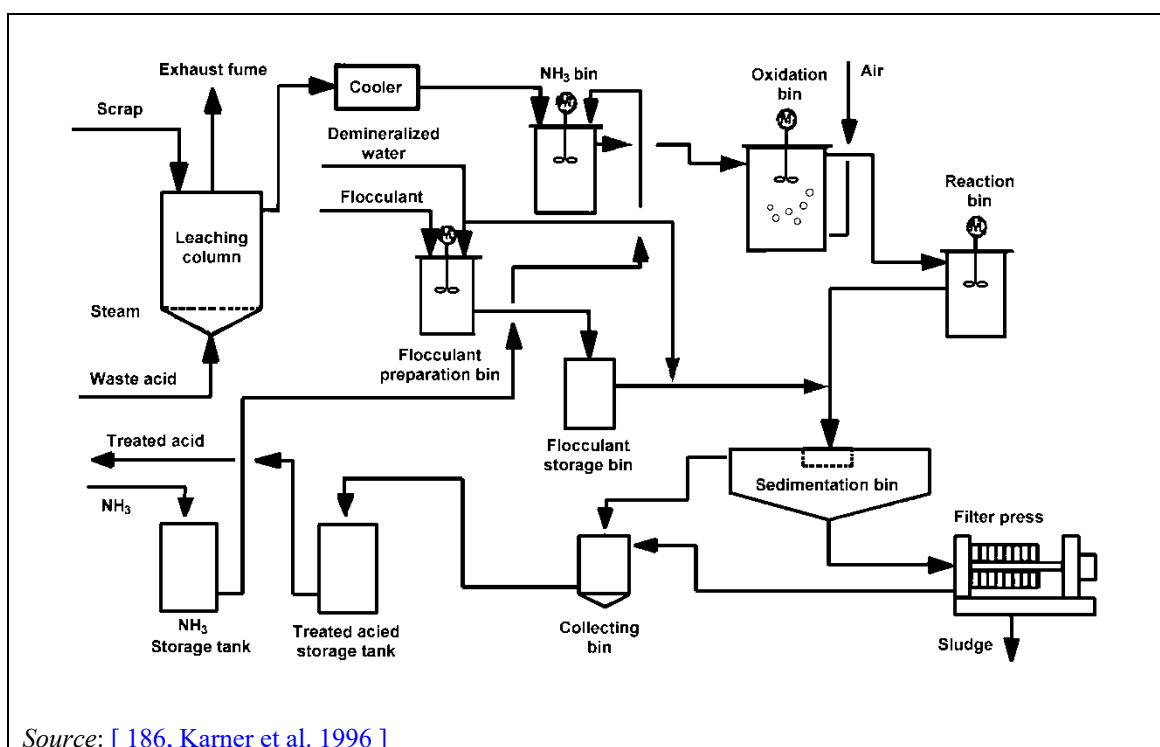 Exhaust fume
Scrap
Cooler
NH3 bin
M
Oxidation
bin
M
Air
Demineralized
water
Flocculant
M
Leaching
column
Reaction
bin
M
Steam
Waste acid
Flocculant
preparation bin
Flocculant
storage bin
Treated acid
NH3
Sedimentation bin
Filter press
NH3
Storage tank
Treated acied
storage tank
Collecting
bin
Sludge
Source: [ 186, Karner et al. 1996 ]